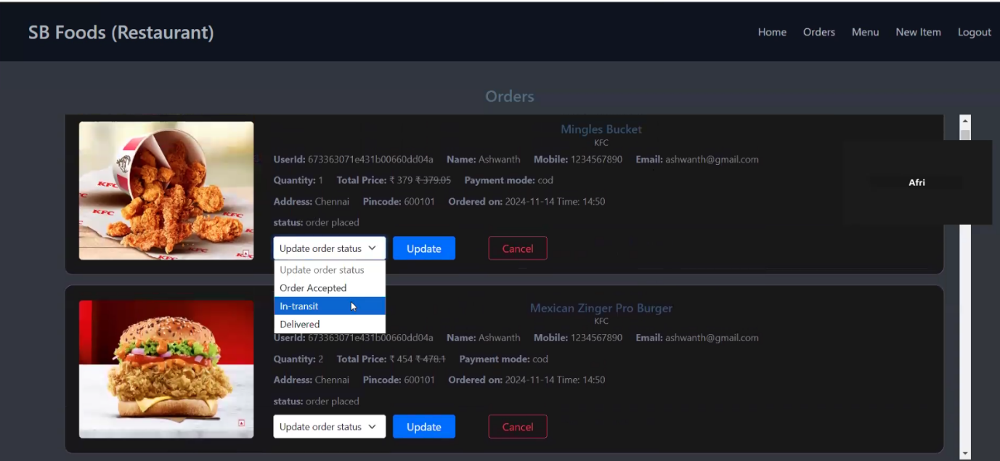 SB Foods (Restaurant)
Home Orders Menu New Item Logout
Orders
Mingles Bucket
KFC
UserId: 673363071e431b00660dd04a Name: Ashwanth Mobile: 1234567890 Email: ashwanth@gmail.com
Quantity: 1 Total Price: ₹ 379 ₹ 379.05 Payment mode: cod
Address: Chennai Pincode: 600101 Ordered on: 2024-11-14 Time: 14:50
status: order placed
Update order status Update Cancel
Update order status
Order Accepted
In-transit
Delivered
Afri
KFC
KFC
KFC
Mexican Zinger Pro Burger
KFC
UserId: 673363071e431b00660dd04a Name: Ashwanth Mobile: 1234567890 Email: ashwanth@gmail.com
Quantity: 2 Total Price: ₹ 454 ₹ 478.1 Payment mode: cod
Address: Chennai Pincode: 600101 Ordered on: 2024-11-14 Time: 14:50
status: order placed
Update order status Update Cancel